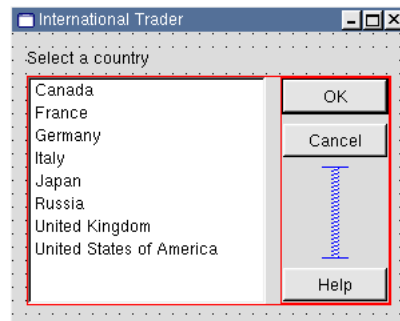 International Trader
Select a country
Canada
France
Germany
Italy
Japan
Russia
United Kingdom
United States of America
OK
Cancel
Help